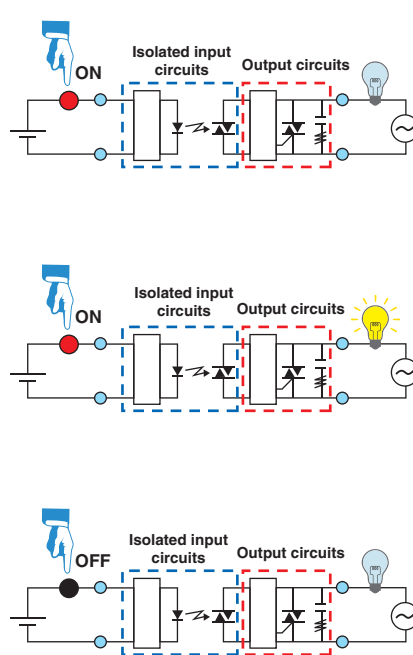 Isolated input
circuits
Output circuits
ON
Isolated input
circuits
Output circuits
ON
Isolated input
circuits
Output circuits
OFF